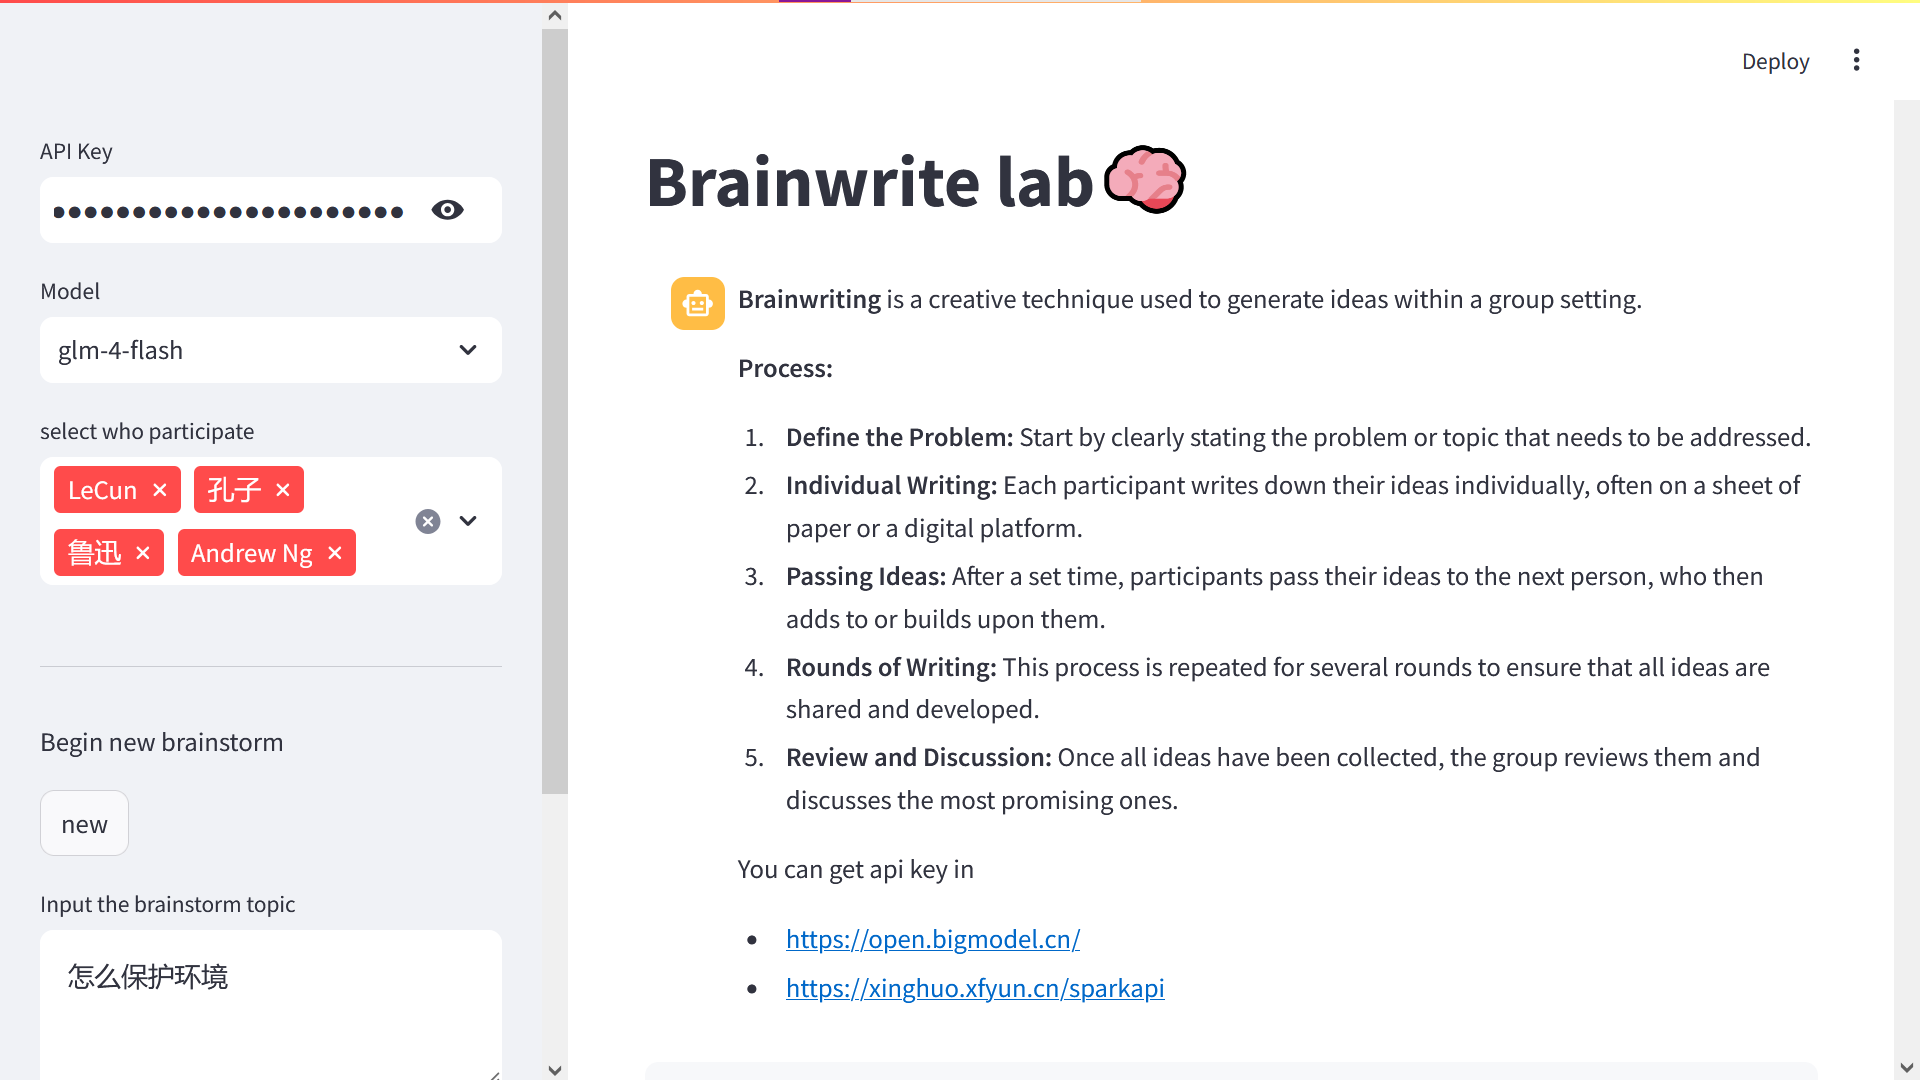 API Key
Model
glm-4-flash
select who participate
LeCun
孔子
鲁迅
Andrew Ng
Begin new brainstorm
new
Input the brainstorm topic
怎么保护环境
Deploy
Brainwrite lab
Brainwriting is a creative technique used to generate ideas within a group setting.
Process:
1. Define the Problem: Start by clearly stating the problem or topic that needs to be addressed.
2. Individual Writing: Each participant writes down their ideas individually, often on a sheet of
paper or a digital platform.
3. Passing Ideas: After a set time, participants pass their ideas to the next person, who then
adds to or builds upon them.
4. Rounds of Writing: This process is repeated for several rounds to ensure that all ideas are
shared and developed.
5. Review and Discussion: Once all ideas have been collected, the group reviews them and
discusses the most promising ones.
You can get api key in
https://open.bigmodel.cn/
https://xinghuo.xfyun.cn/sparkapi